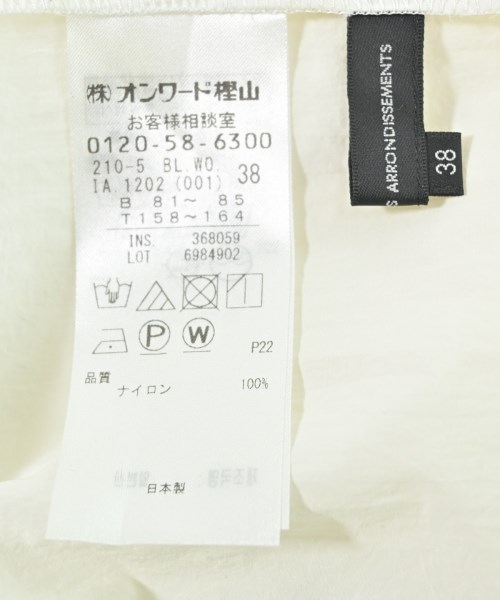 (株)オンワード樫山
お客様相談室
0120-58-6300
210-5 BL.WO.
IA.1202 (001) 38
B 81～ 85
T 158～164
INS. 368059
LOT 6984902
P W
P22
品質
ナイロン 100%
日本製
S ARRONDISSEMENTS
38